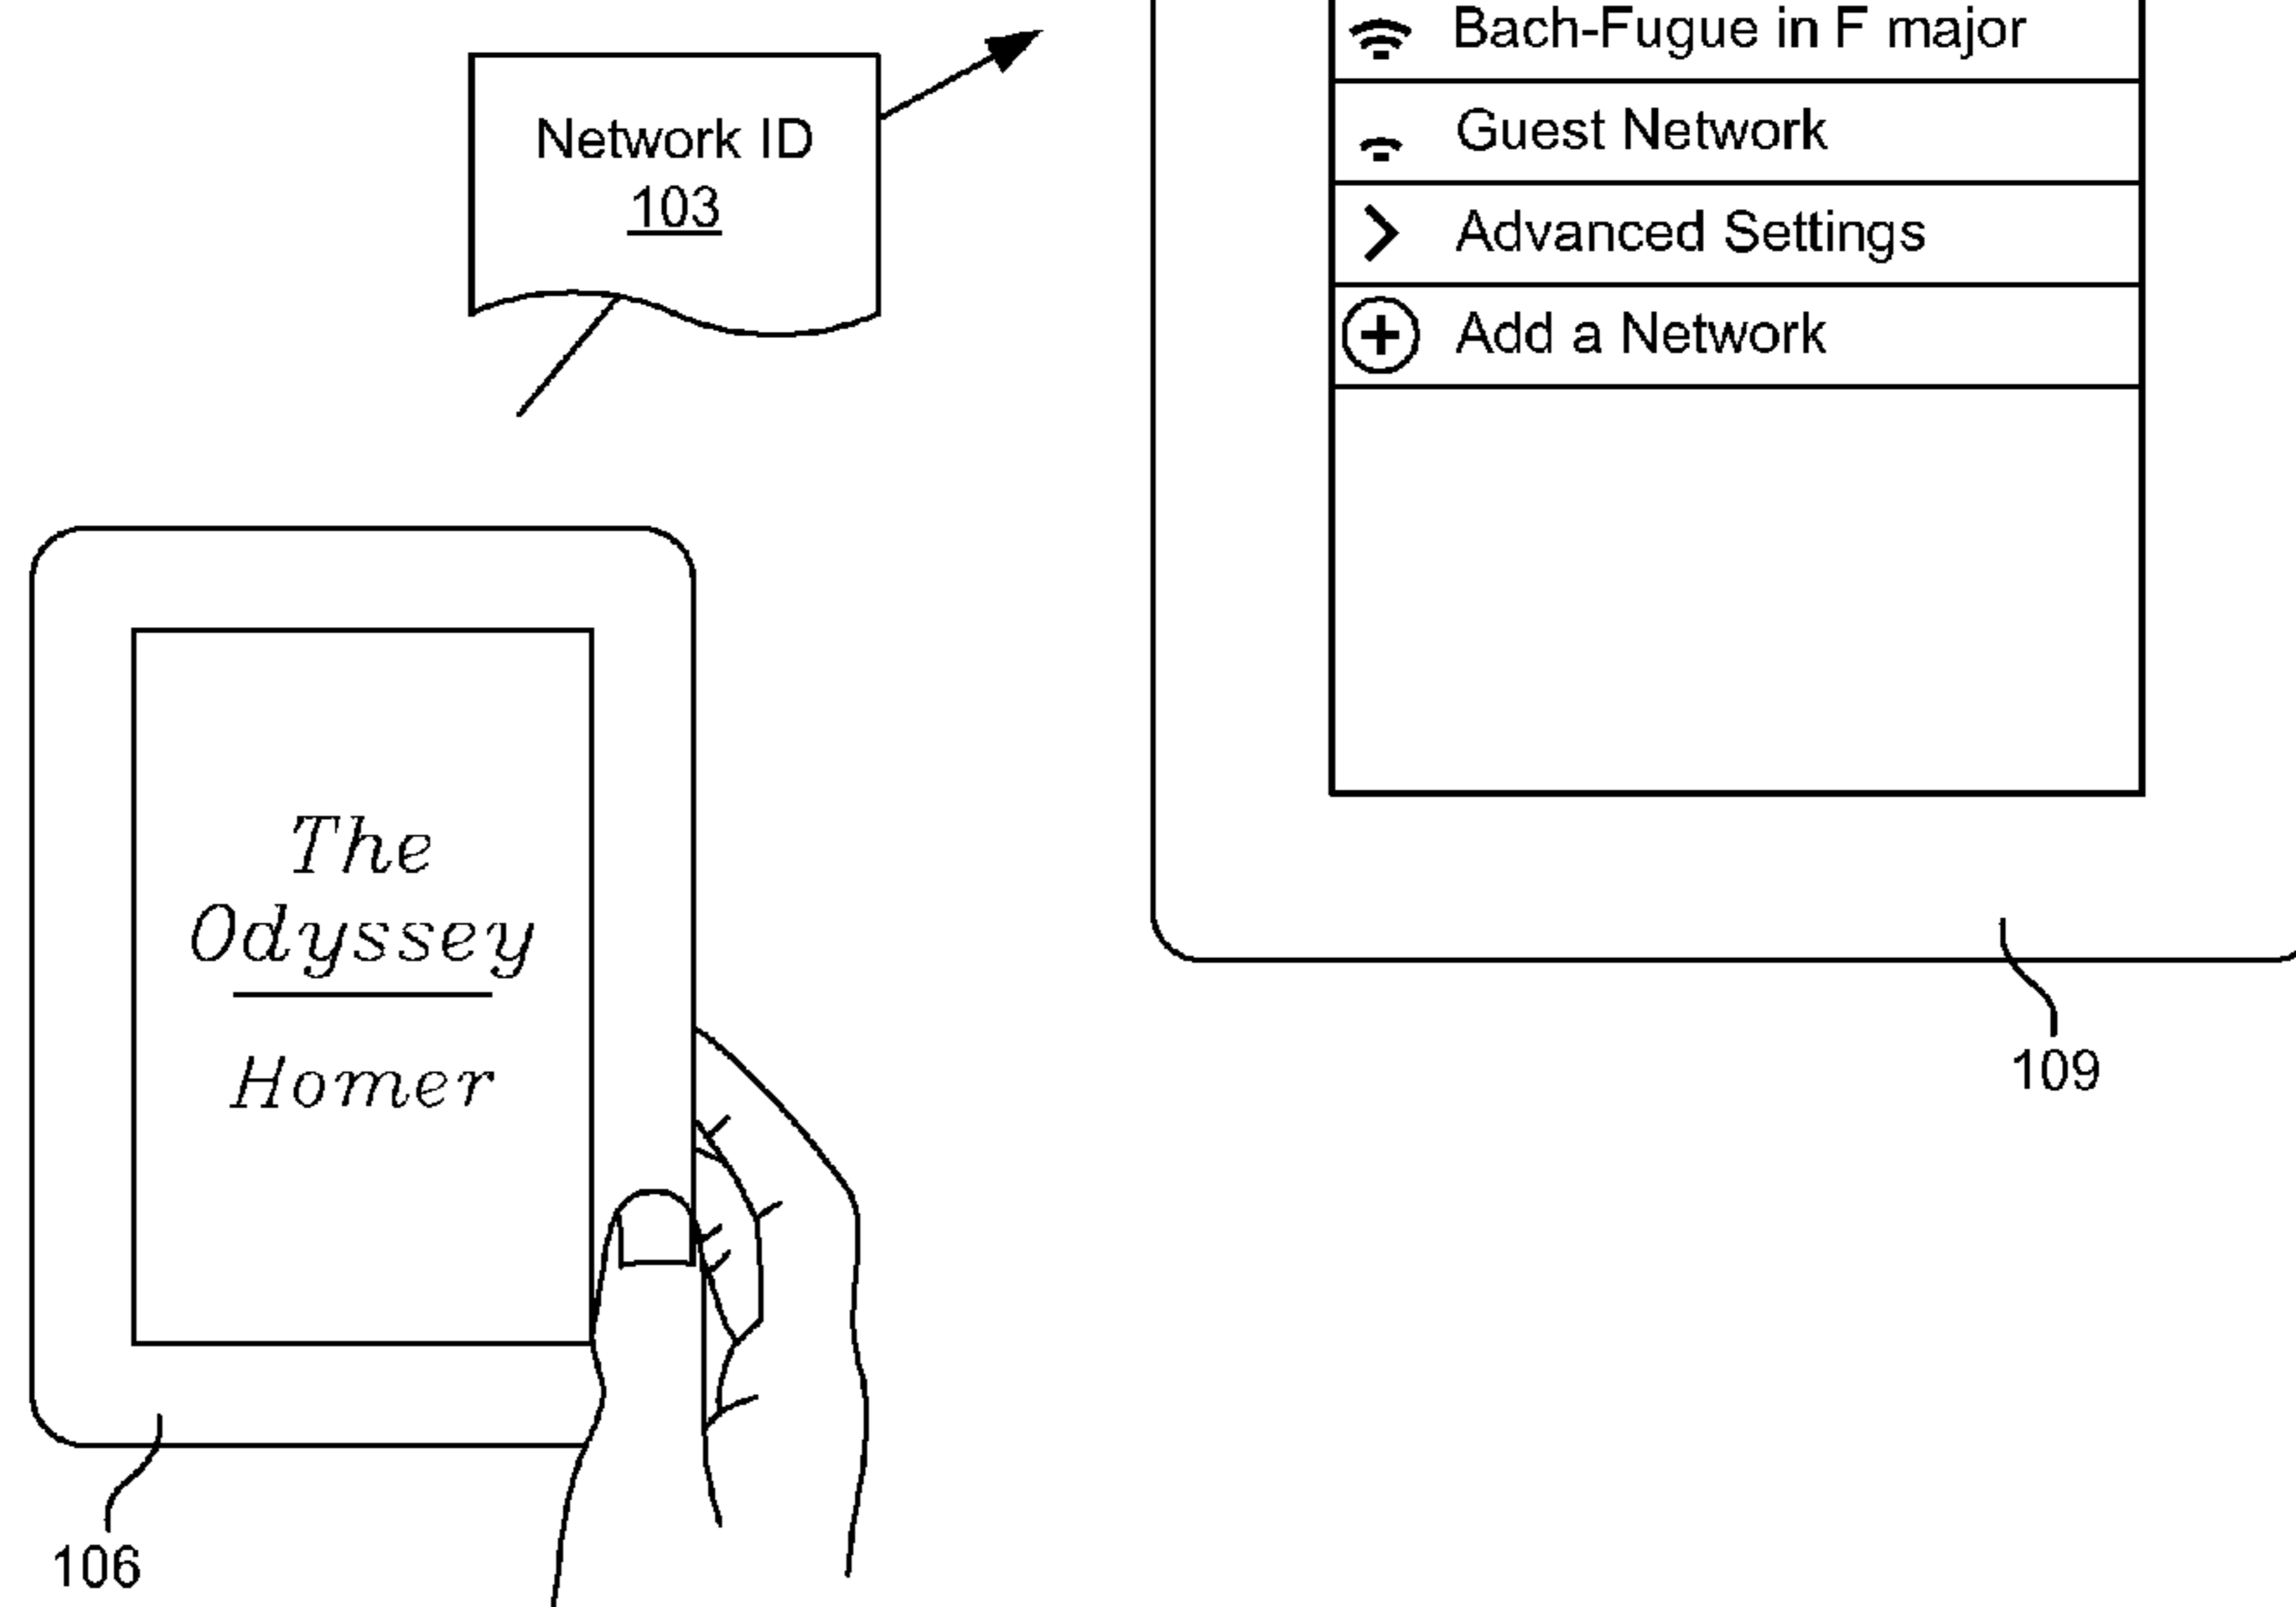 Bach-Fugue in F major
Guest Network
Advanced Settings
Add a Network
Network ID
103
The
Odyssey
Homer
109
106